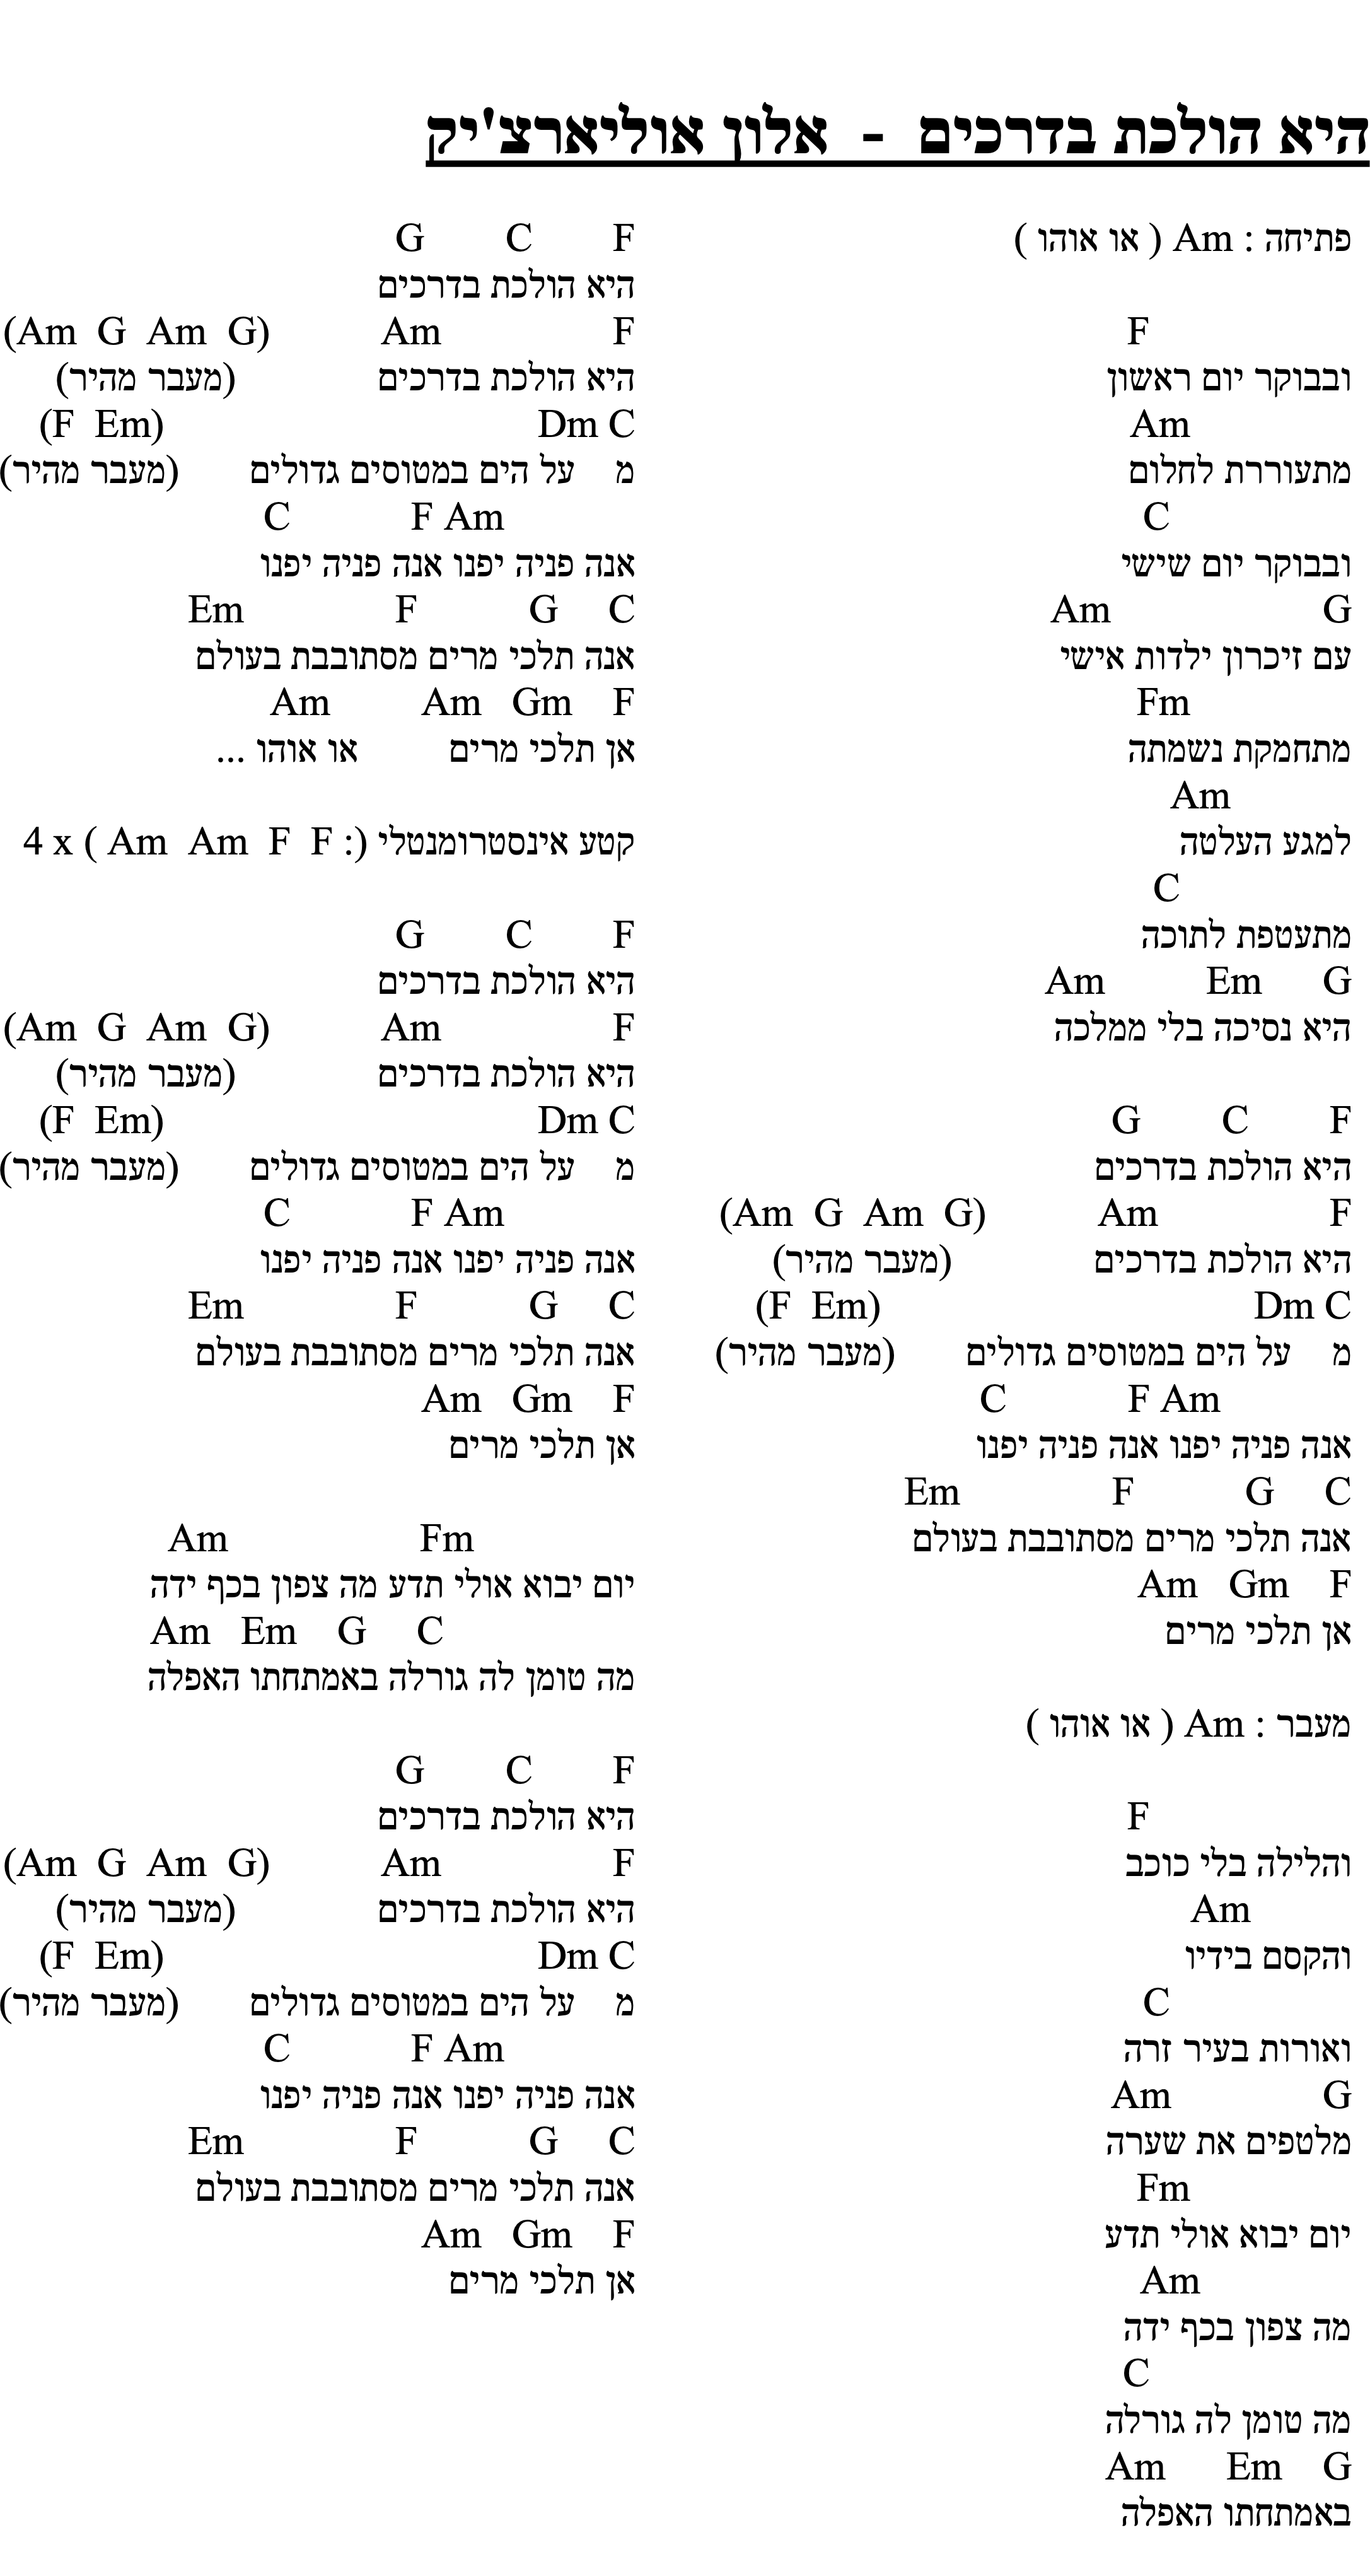 היא הולכת בדרכים - אלון אוליארצ'יק
פתיחה : Am ( או אוהו )
F
ובבוקר יום ראשון
Am
מתעוררת לחלום
C
ובבוקר יום שישי
G Am
עם זיכרון ילדות אישי
Fm
מתחמקת נשמתה
Am
למגע העלטה
C
מתעטפת לתוכה
G Em Am
היא נסיכה בלי ממלכה
F C G
היא הולכת בדרכים
F Am (Am G Am G)
היא הולכת בדרכים (מעבר מהיר)
C Dm (F Em)
מ על הים במטוסים גדולים (מעבר מהיר)
Am F C
אנה פניה יפנו אנה פניה יפנו
C G F Em
אנה תלכי מרים מסתובבת בעולם
F Gm Am
אן תלכי מרים
מעבר : Am ( או אוהו )
F
והלילה בלי כוכב
Am
והקסם בידיו
C
ואורות בעיר זרה
G Am
מלטפים את שערה
Fm
יום יבוא אולי תדע
Am
מה צפון בכף ידה
C
מה טומן לה גורלה
G Em Am
באמתחתו האפלה
F C G
היא הולכת בדרכים
F Am (Am G Am G)
היא הולכת בדרכים (מעבר מהיר)
C Dm (F Em)
מ על הים במטוסים גדולים (מעבר מהיר)
Am F C
אנה פניה יפנו אנה פניה יפנו
C G F Em
אנה תלכי מרים מסתובבת בעולם
F Gm Am Am
אן תלכי מרים או אוהו ...
קטע אינסטרומנטלי (: Am Am F F ) 4 x
F C G
היא הולכת בדרכים
F Am (Am G Am G)
היא הולכת בדרכים (מעבר מהיר)
C Dm (F Em)
מ על הים במטוסים גדולים (מעבר מהיר)
Am F C
אנה פניה יפנו אנה פניה יפנו
C G F Em
אנה תלכי מרים מסתובבת בעולם
F Gm Am
אן תלכי מרים
Fm Am
יום יבוא אולי תדע מה צפון בכף ידה
C G Em Am
מה טומן לה גורלה באמתחתו האפלה
F C G
היא הולכת בדרכים
F Am (Am G Am G)
היא הולכת בדרכים (מעבר מהיר)
C Dm (F Em)
מ על הים במטוסים גדולים (מעבר מהיר)
Am F C
אנה פניה יפנו אנה פניה יפנו
C G F Em
אנה תלכי מרים מסתובבת בעולם
F Gm Am
אן תלכי מרים